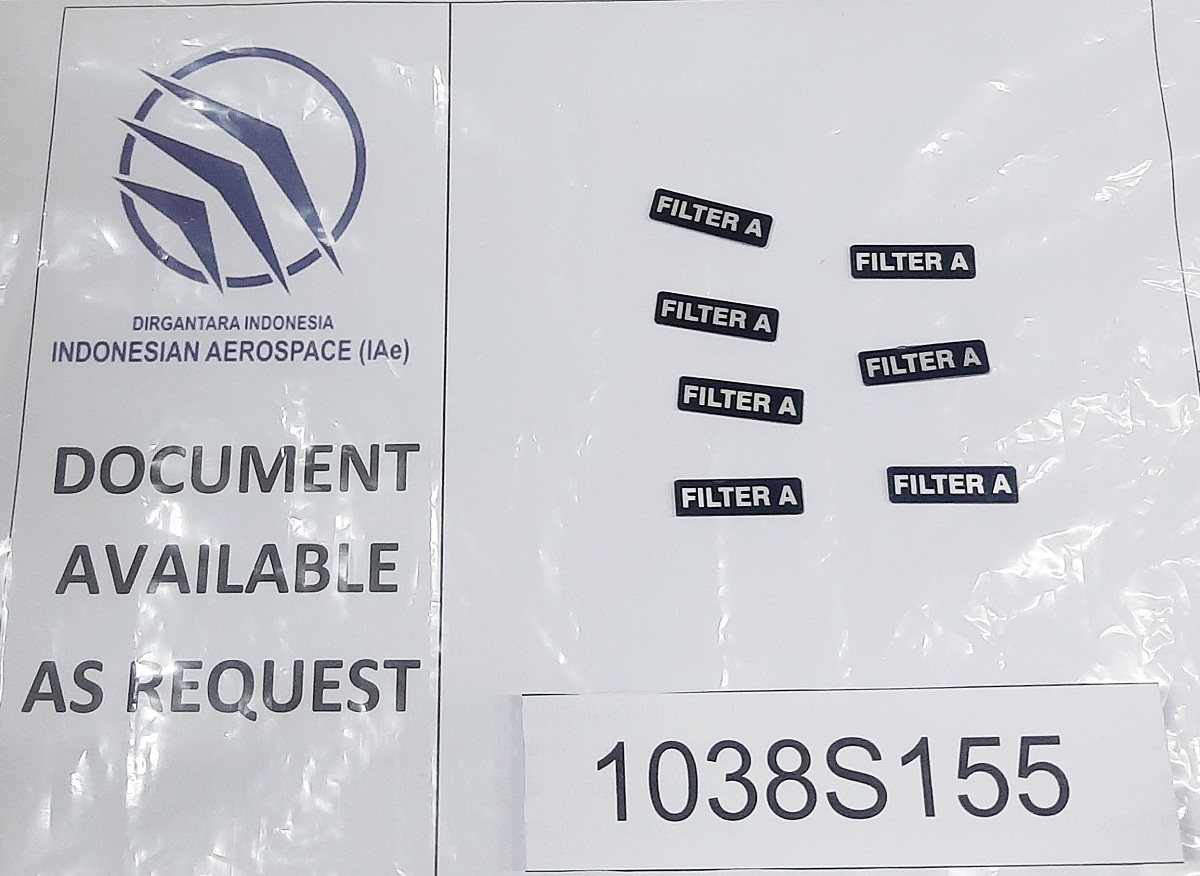 DIRGANTARA INDONESIA
INDONESIAN AEROSPACE (IAe)
DOCUMENT
AVAILABLE
AS REQUEST
FILTER A
FILTER A
FILTER A
FILTER A
FILTER A
FILTER A
FILTER A
1038S155